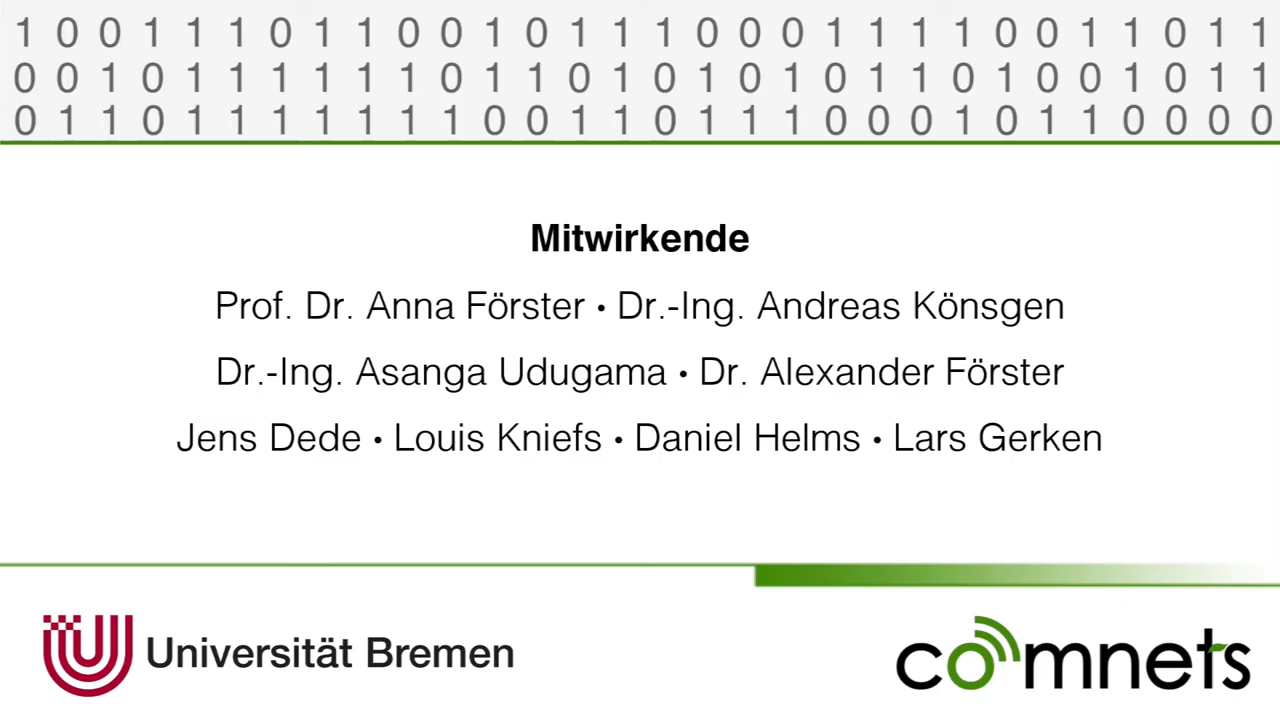 1 0 0 1 1 1 0 1 1 0 0 1 0 1 1 1 0 0 0 1 1 1 1 0 0 1 1 0 1 1
0 0 1 0 1 1 1 1 1 1 0 1 1 0 1 0 1 0 1 0 1 1 0 1 0 0 1 0 1 1
0 1 1 0 1 1 1 1 1 1 1 0 0 1 1 0 1 1 1 0 0 0 1 0 1 1 0 0 0 0
Mitwirkende
Prof. Dr. Anna Förster • Dr.-Ing. Andreas Könsgen
Dr.-Ing. Asanga Udugama • Dr. Alexander Förster
Jens Dede • Louis Kniefs • Daniel Helms • Lars Gerken
Universität Bremen
comnets